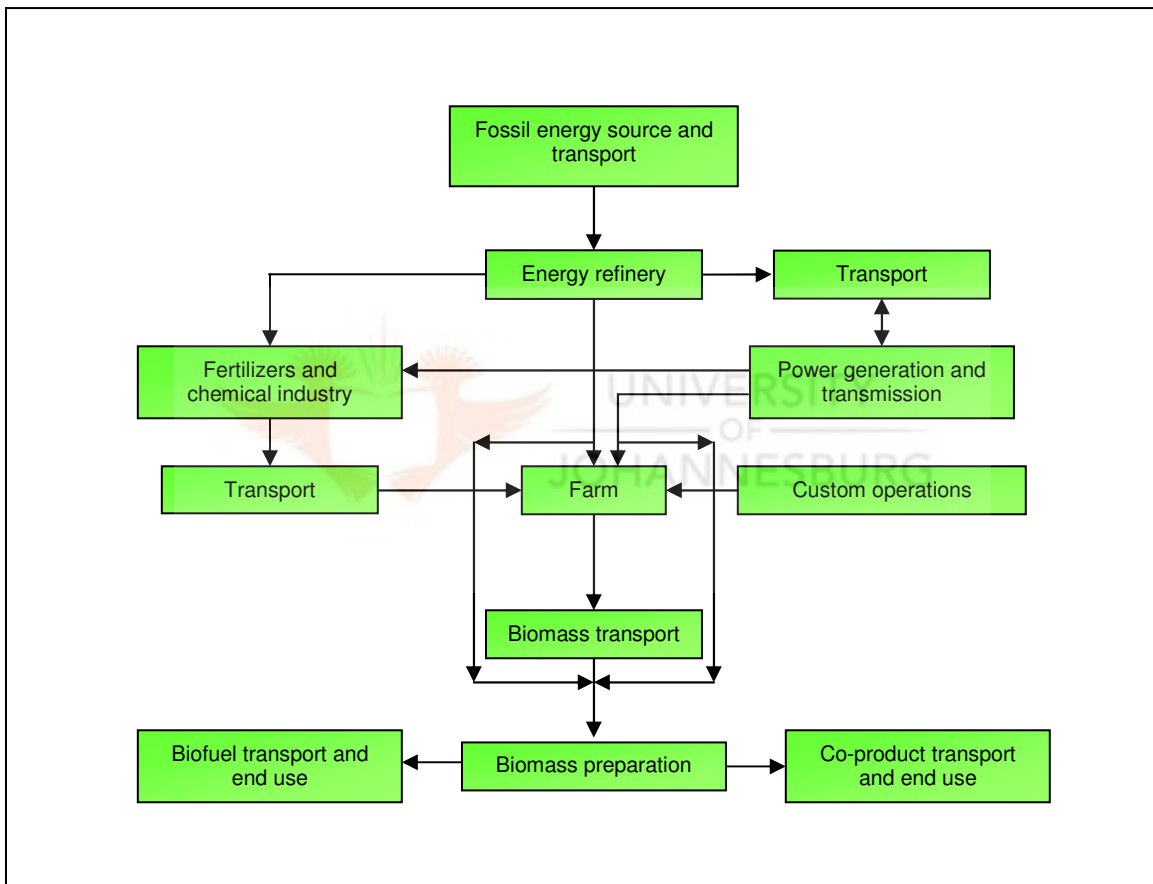 Fossil energy source and
transport
Energy refinery
Transport
Fertilizers and
chemical industry
Power generation and
transmission
UNIVERSITY
OF
JOHANNESBURG
Transport
Farm
Custom operations
Biomass transport
Biofuel transport and
end use
Biomass preparation
Co-product transport
and end use